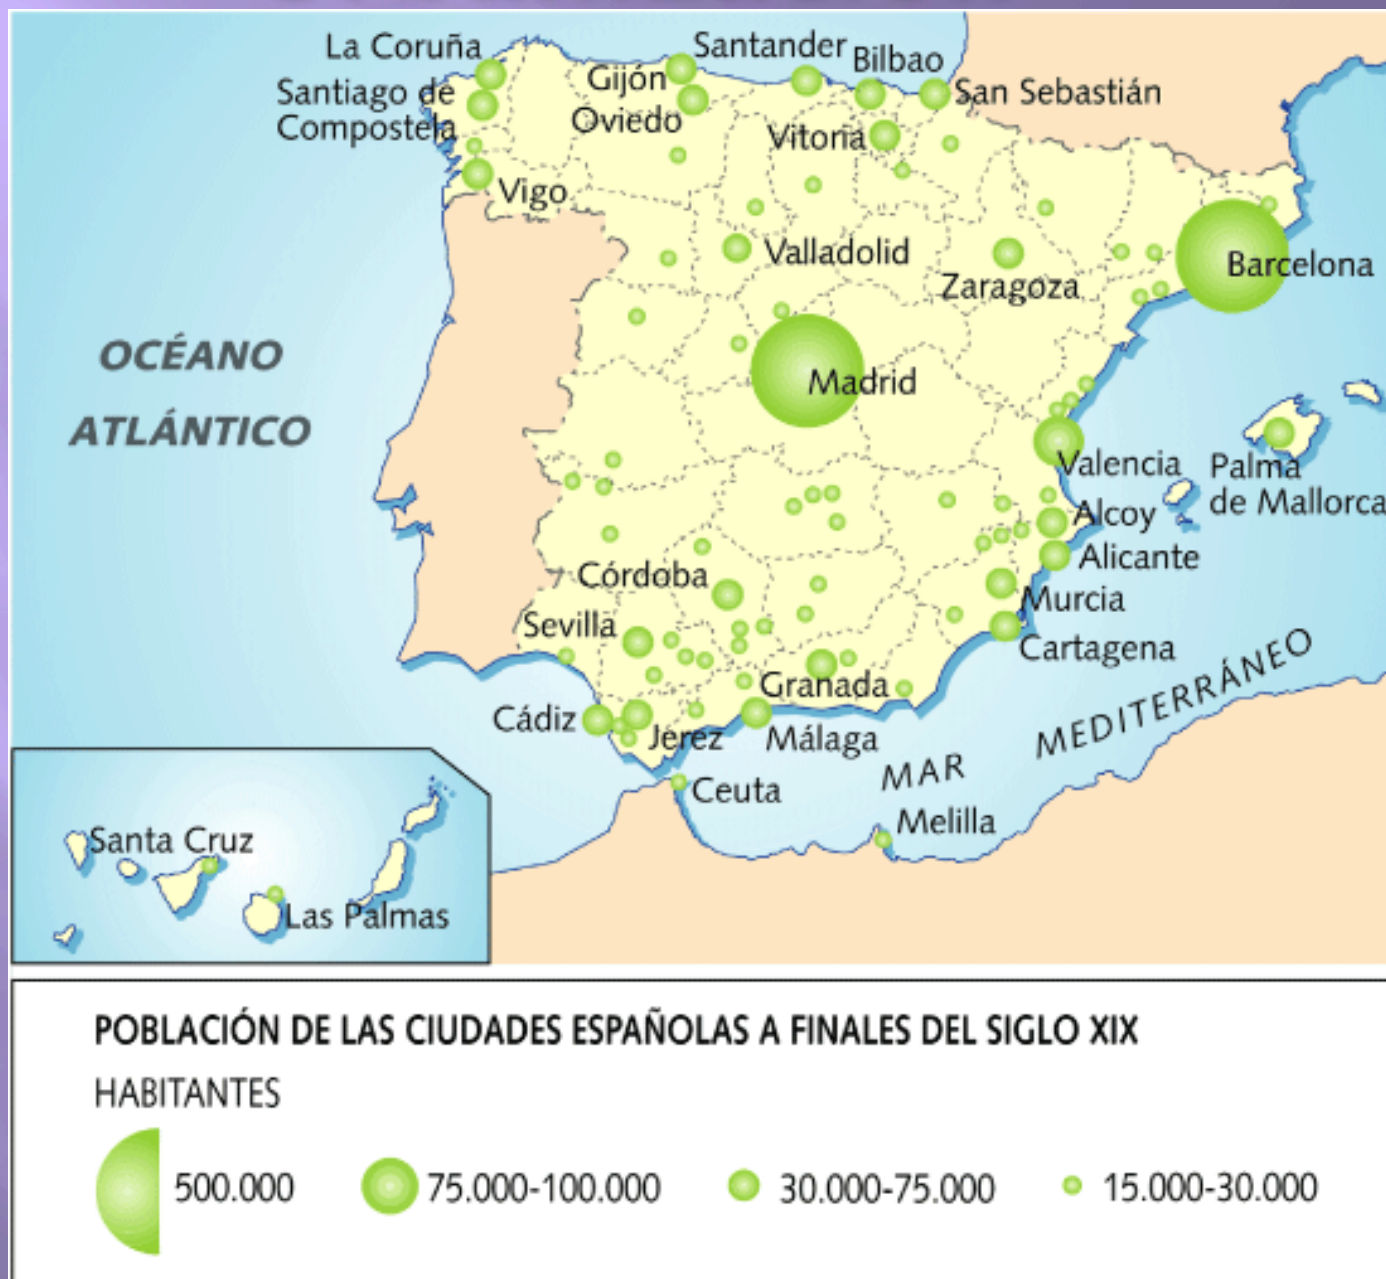 La Coruña
Santander
Bilbao
Gijón
Santiago de
Compostela
San Sebastián
Oviedo
Vitoria
Vigo
Valladolid
Barcelona
Zaragoza
OCÉANO
ATLÁNTICO
Madrid
Valencia
Palma
de Mallorca
Alcoy
Alicante
Córdoba
Murcia
Sevilla
Cartagena
Granada
MAR MEDITERRÁNEO
Cádiz
Jerez
Málaga
Ceuta
Melilla
Santa Cruz
Las Palmas
POBLACIÓN DE LAS CIUDADES ESPAÑOLAS A FINALES DEL SIGLO XIX
HABITANTES
500.000
75.000-100.000
30.000-75.000
15.000-30.000